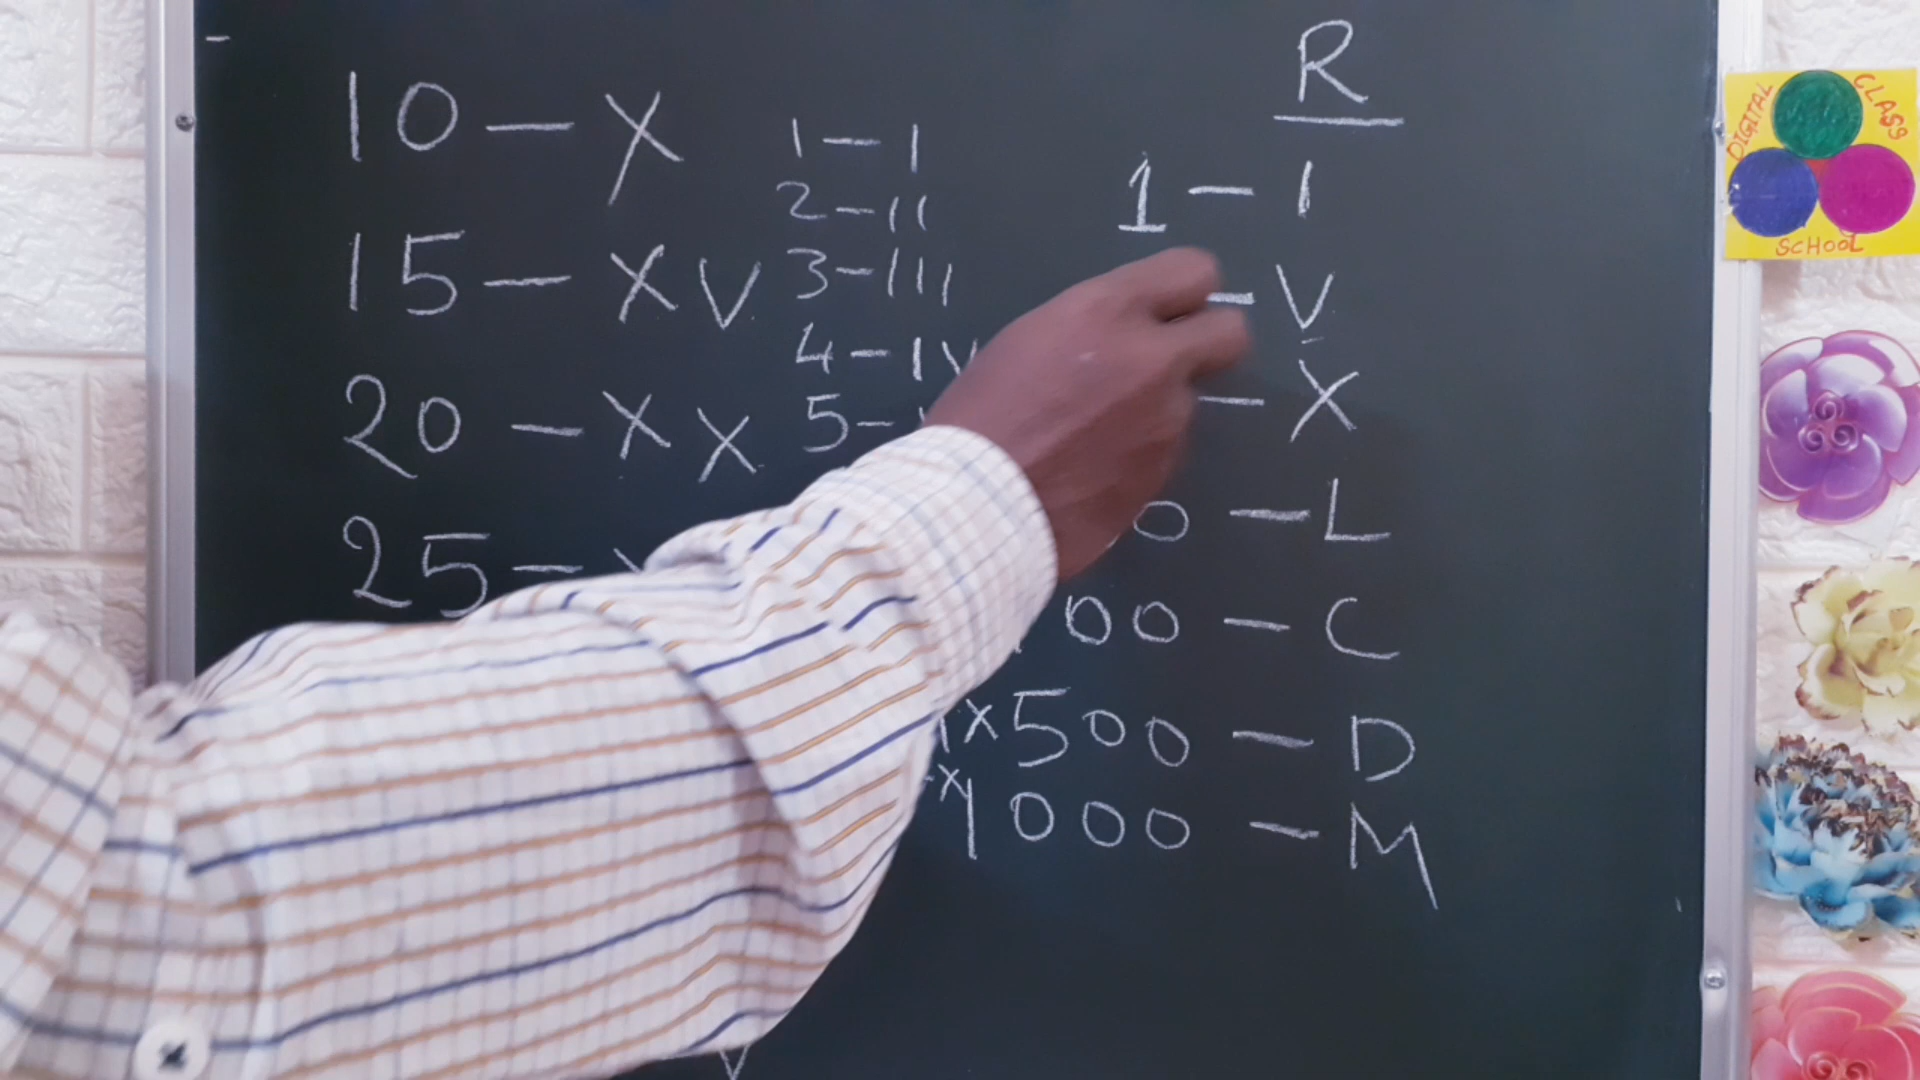 10 - X
15 - XV
20 - XX
25 -
1 - I
2 - II
3 - III
4 - IV
5 -
R
1 - I
- V
- X
0 - L
00 - C
x 500 - D
x 1000 - M
DIGITAL CLASS
SCHOOL